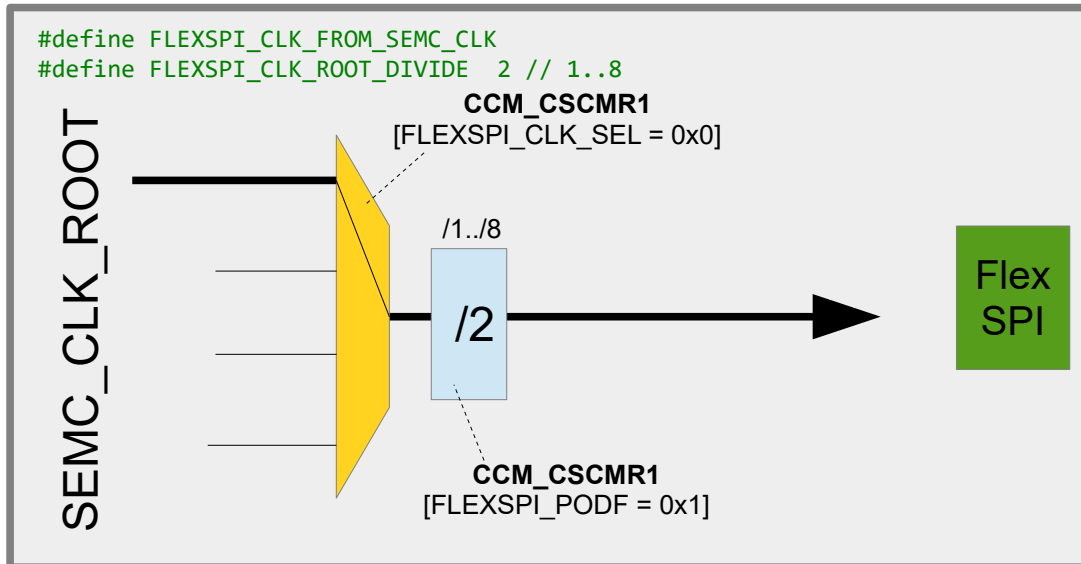 #define FLEXSPI_CLK_FROM_SEMC_CLK
#define FLEXSPI_CLK_ROOT_DIVIDE  2 // 1..8
CCM_CSCMR1
[FLEXSPI_CLK_SEL = 0x0]
SEMC_CLK_ROOT
/1../8
/2
Flex
SPI
CCM_CSCMR1
[FLEXSPI_PODF = 0x1]